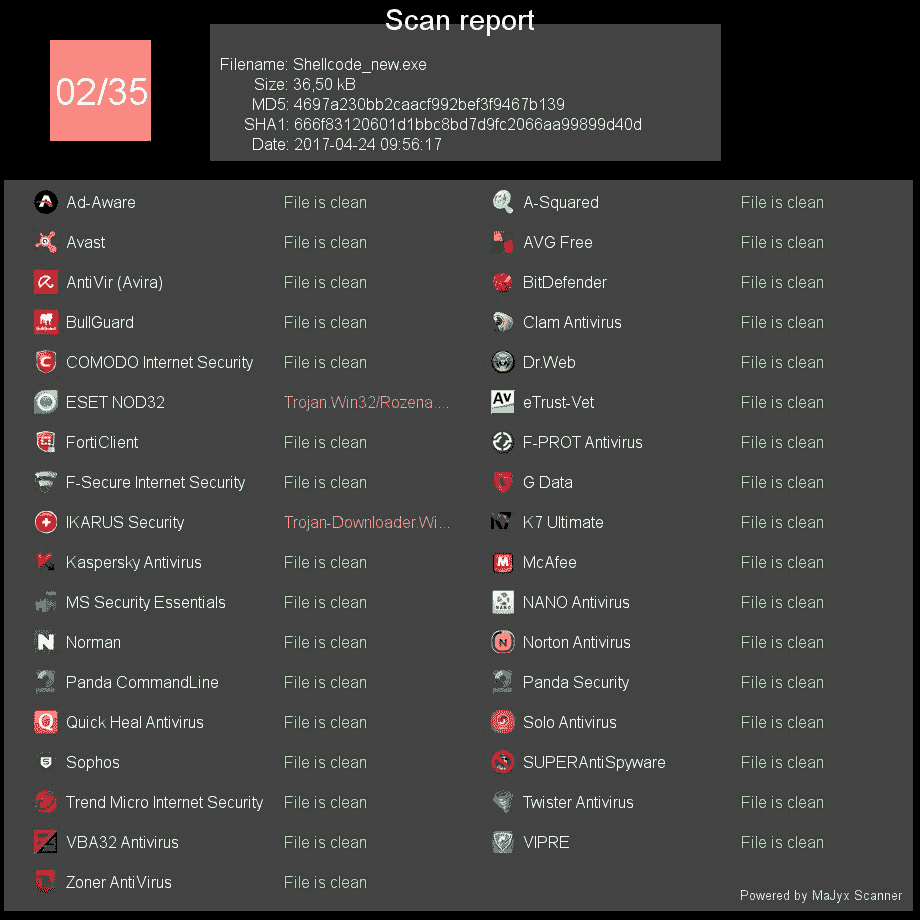 Scan report
02/35
Filename: Shellcode_new.exe
Size: 36,50 kB
MD5: 4697a230bb2caacf992bef3f9467b139
SHA1: 666f83120601d1bbc8bd7d9fc2066aa99899d40d
Date: 2017-04-24 09:56:17
Ad-Aware File is clean A-Squared File is clean
Avast File is clean AVG Free File is clean
AntiVir (Avira) File is clean BitDefender File is clean
BullGuard File is clean Clam Antivirus File is clean
COMODO Internet Security File is clean Dr.Web File is clean
ESET NOD32 Trojan.Win32/Rozena.... eTrust-Vet File is clean
FortiClient File is clean F-PROT Antivirus File is clean
F-Secure Internet Security File is clean G Data File is clean
IKARUS Security Trojan-Downloader.Wi... K7 Ultimate File is clean
Kaspersky Antivirus File is clean McAfee File is clean
MS Security Essentials File is clean NANO Antivirus File is clean
Norman File is clean Norton Antivirus File is clean
Panda CommandLine File is clean Panda Security File is clean
Quick Heal Antivirus File is clean Solo Antivirus File is clean
Sophos File is clean SUPERAntiSpyware File is clean
Trend Micro Internet Security File is clean Twister Antivirus File is clean
VBA32 Antivirus File is clean VIPRE File is clean
Zoner AntiVirus File is clean
Powered by MaJyx Scanner